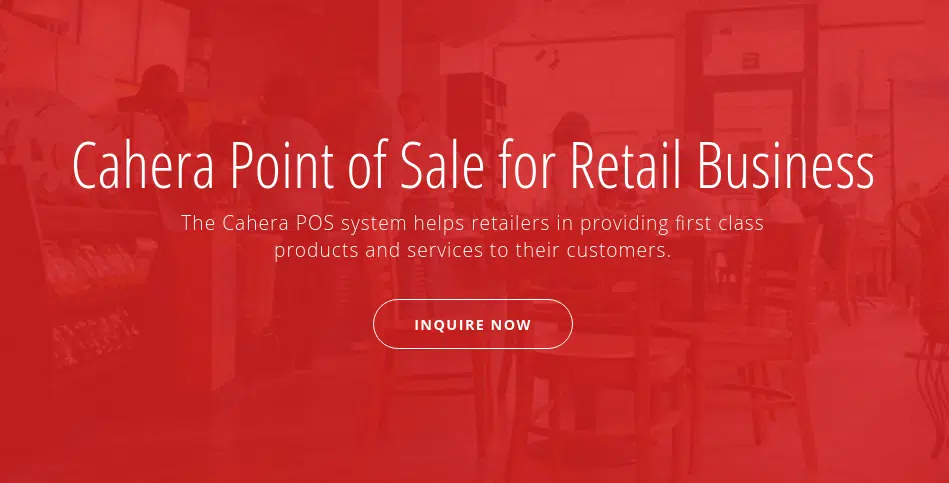 Cahera Point of Sale for Retail Business
The Cahera POS system helps retailers in providing first class
products and services to their customers.
INQUIRE NOW